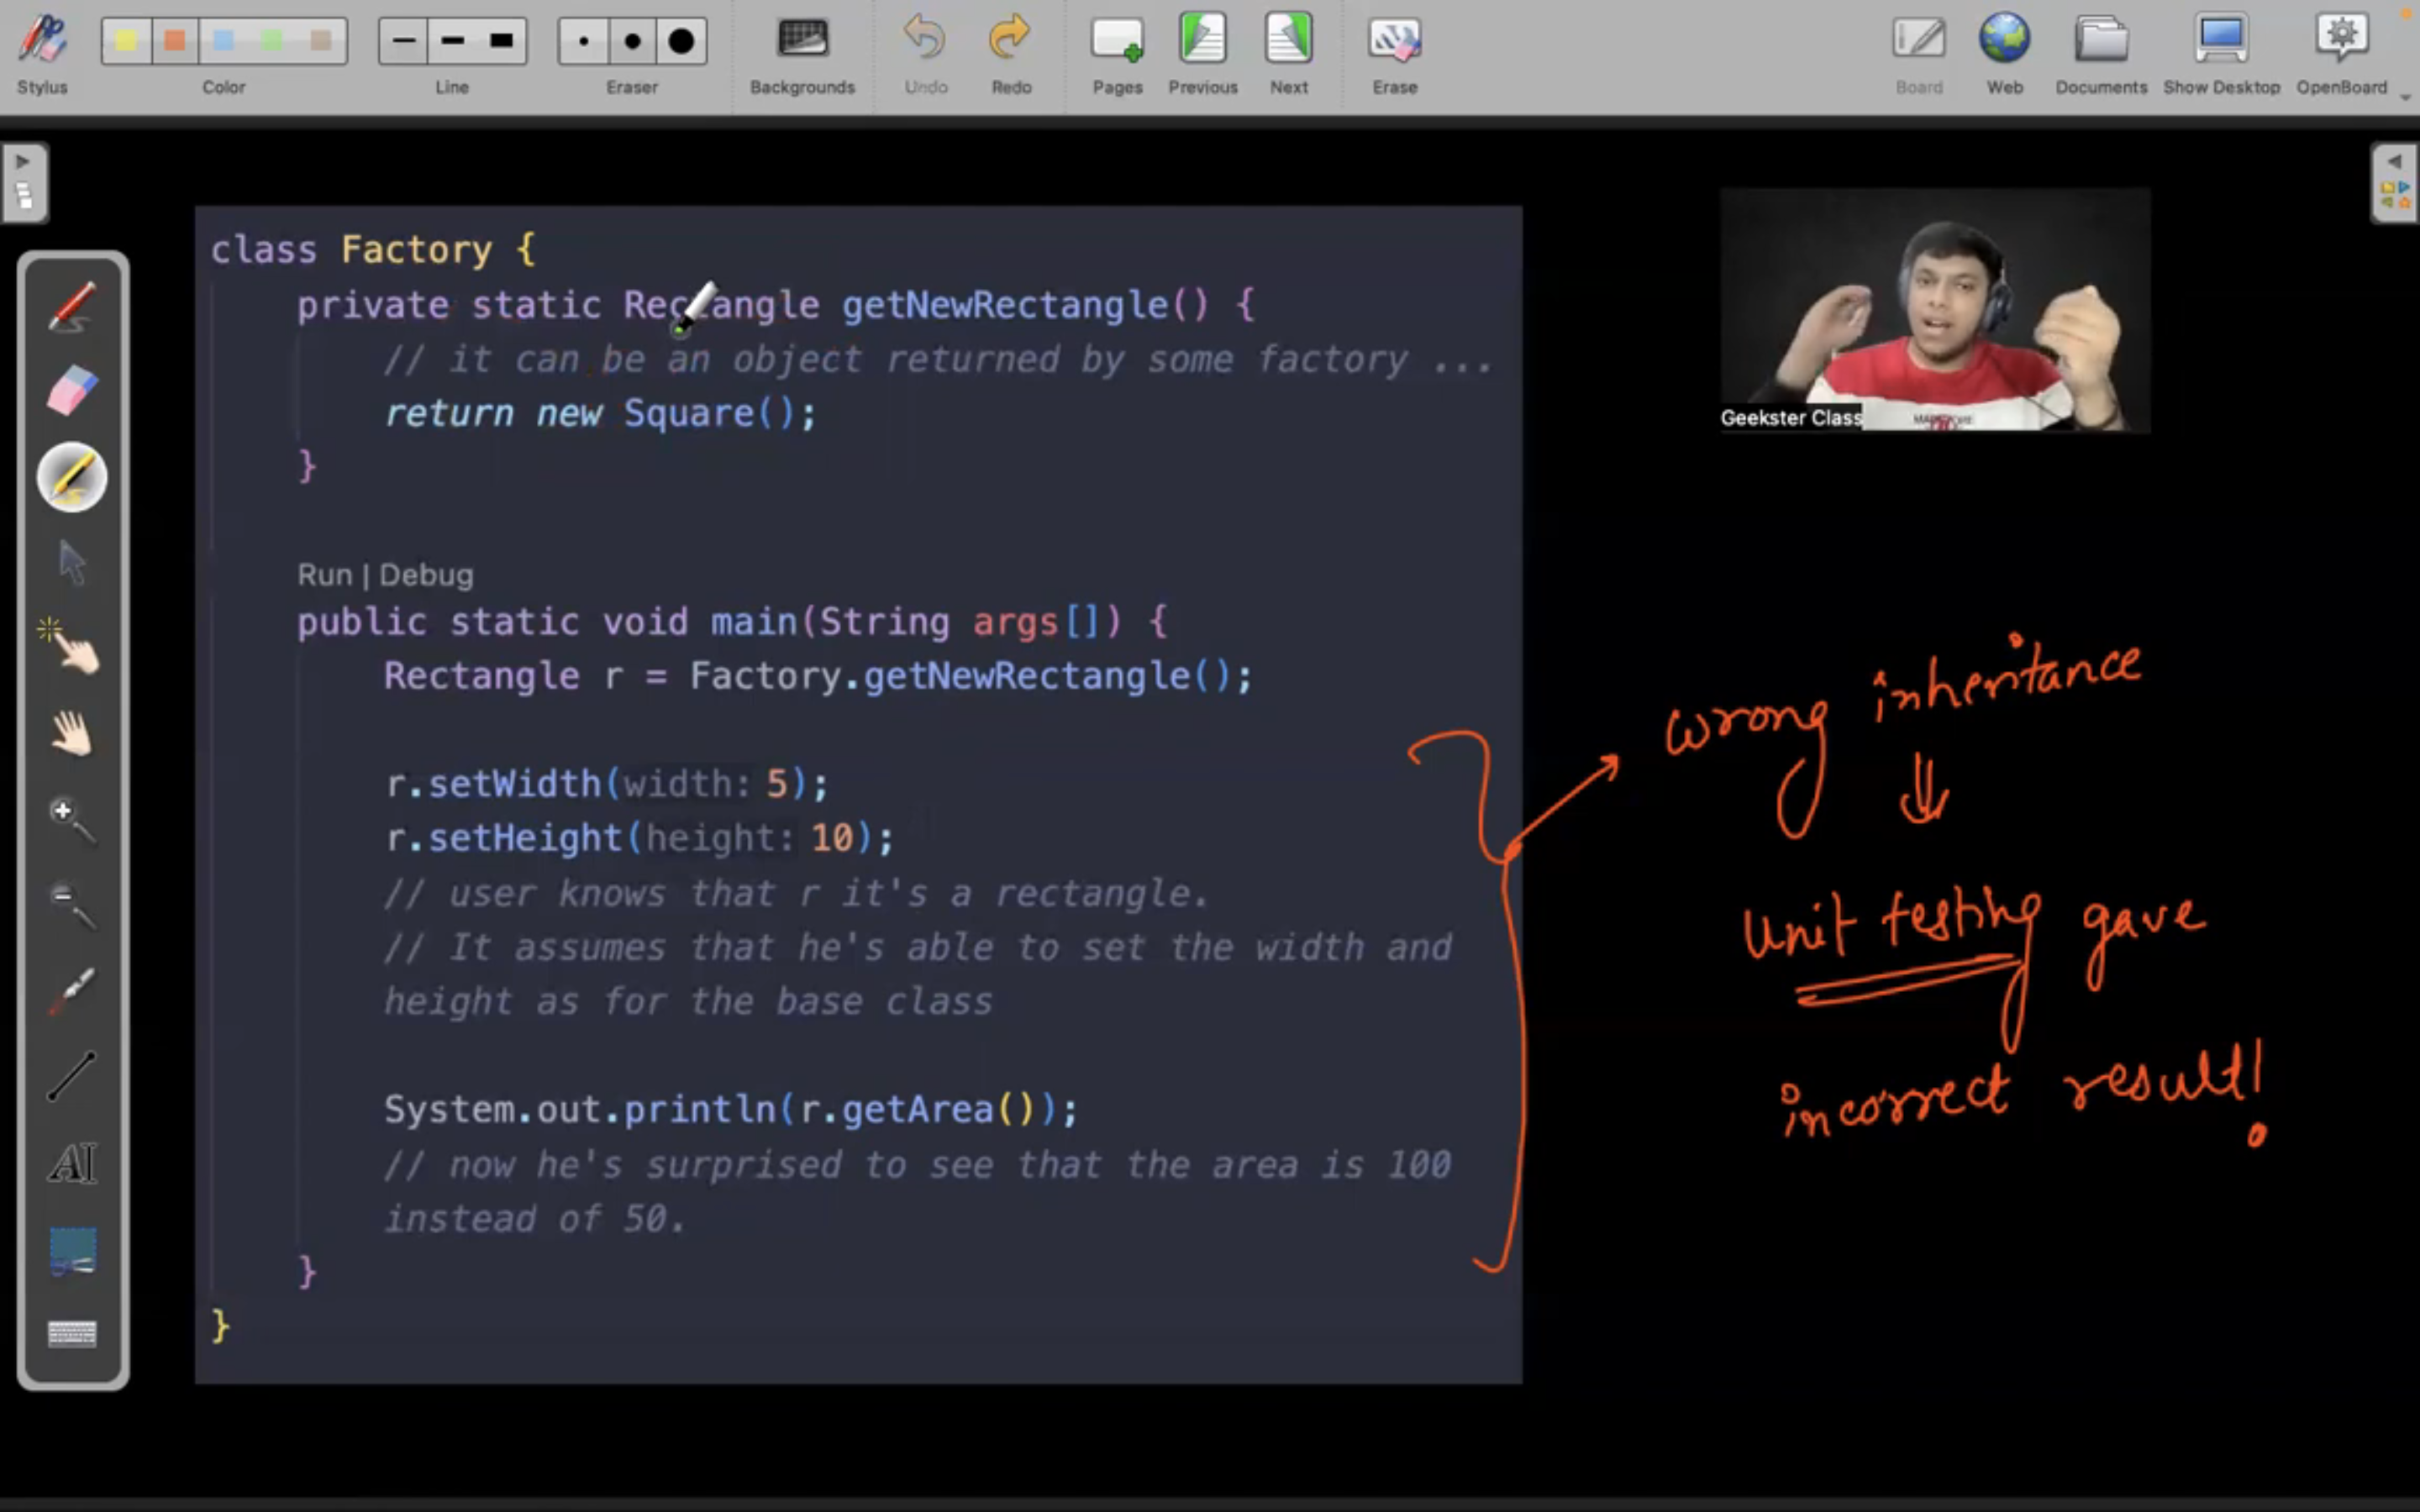 Stylus
Color
Line
Eraser
Backgrounds
Undo
Redo
Pages
Previous
Next
Erase
Board
Web
Documents
Show Desktop
OpenBoard
class Factory {
private static Rectangle getNewRectangle() {
// it can be an object returned by some factory ...
return new Square();
}
Run | Debug
public static void main(String args[]) {
Rectangle r = Factory.getNewRectangle();
r.setWidth(width: 5);
r.setHeight(height: 10);
// user knows that r it's a rectangle.
// It assumes that he's able to set the width and
height as for the base class
System.out.println(r.getArea());
// now he's surprised to see that the area is 100
instead of 50.
}
}
Geekster Class
wrong inheritance
Unit testing gave
incorrect result!
AI